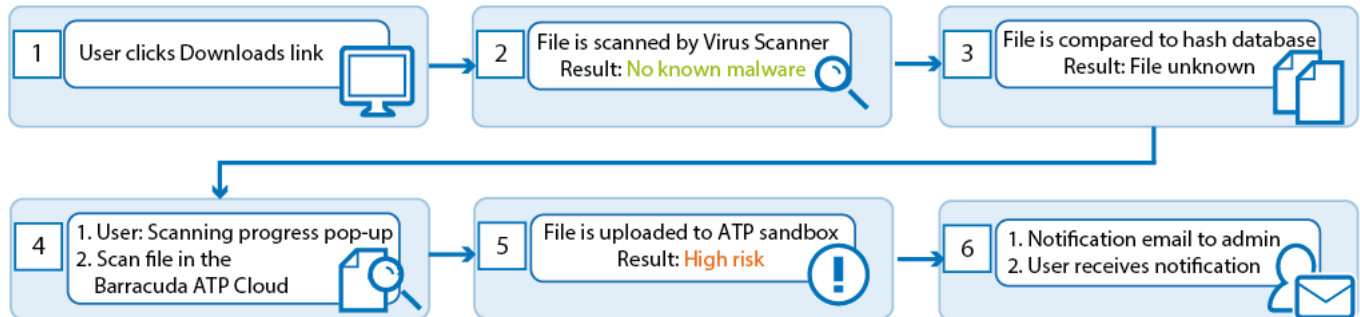 1
User clicks Downloads link
2
File is scanned by Virus Scanner
Result: No known malware
3
File is compared to hash database
Result: File unknown
4
1. User: Scanning progress pop-up
2. Scan file in the
Barracuda ATP Cloud
5
File is uploaded to ATP sandbox
Result: High risk
6
1. Notification email to admin
2. User receives notification